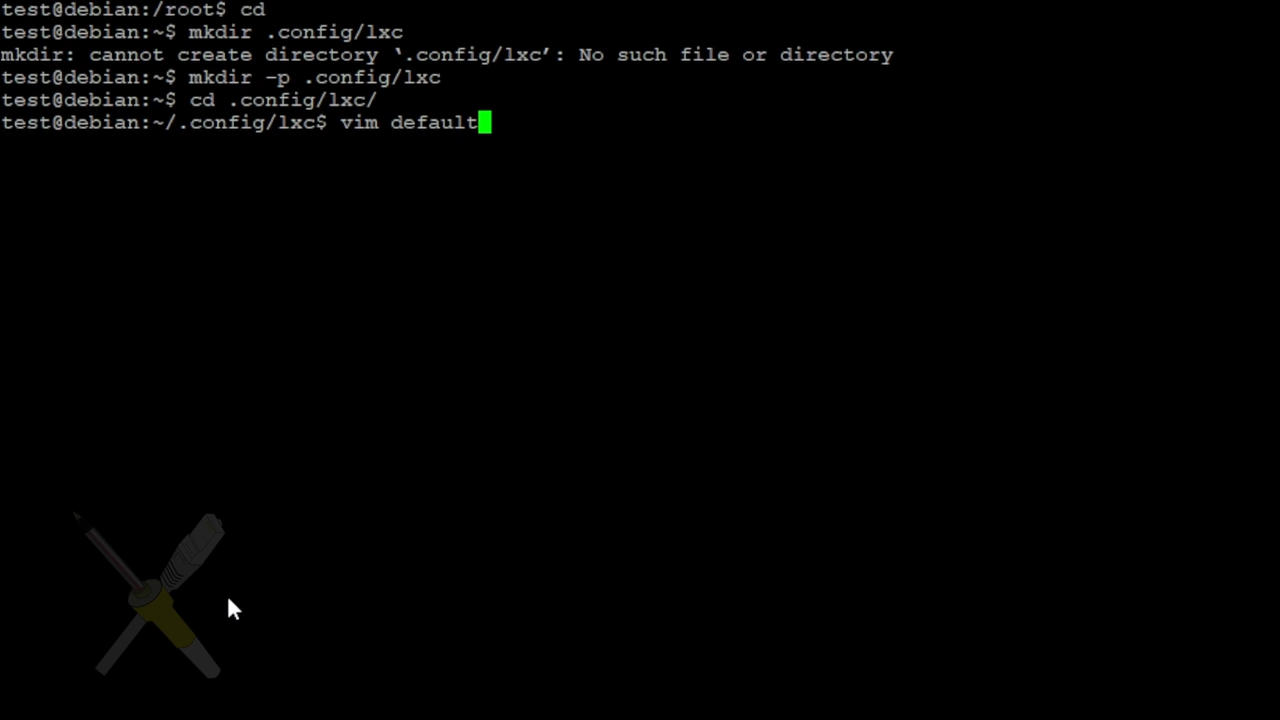 test@debian:/root$ cd
test@debian:~$ mkdir .config/lxc
mkdir: cannot create directory ‘.config/lxc’: No such file or directory
test@debian:~$ mkdir -p .config/lxc
test@debian:~$ cd .config/lxc/
test@debian:~/.config/lxc$ vim default